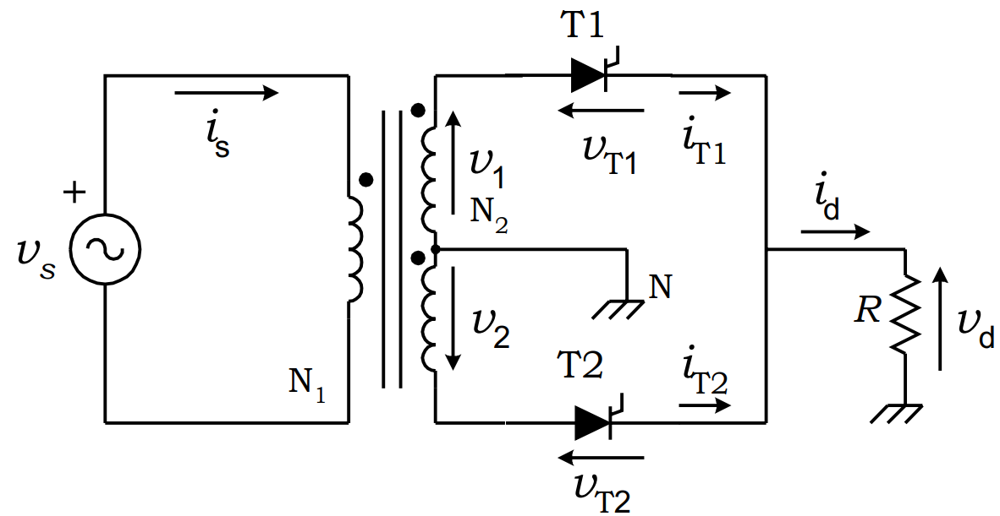 T1
i_s
v_T1
i_T1
v_1
N_2
+
v_s
i_d
N
R
v_d
v_2
T2
i_T2
N_1
v_T2